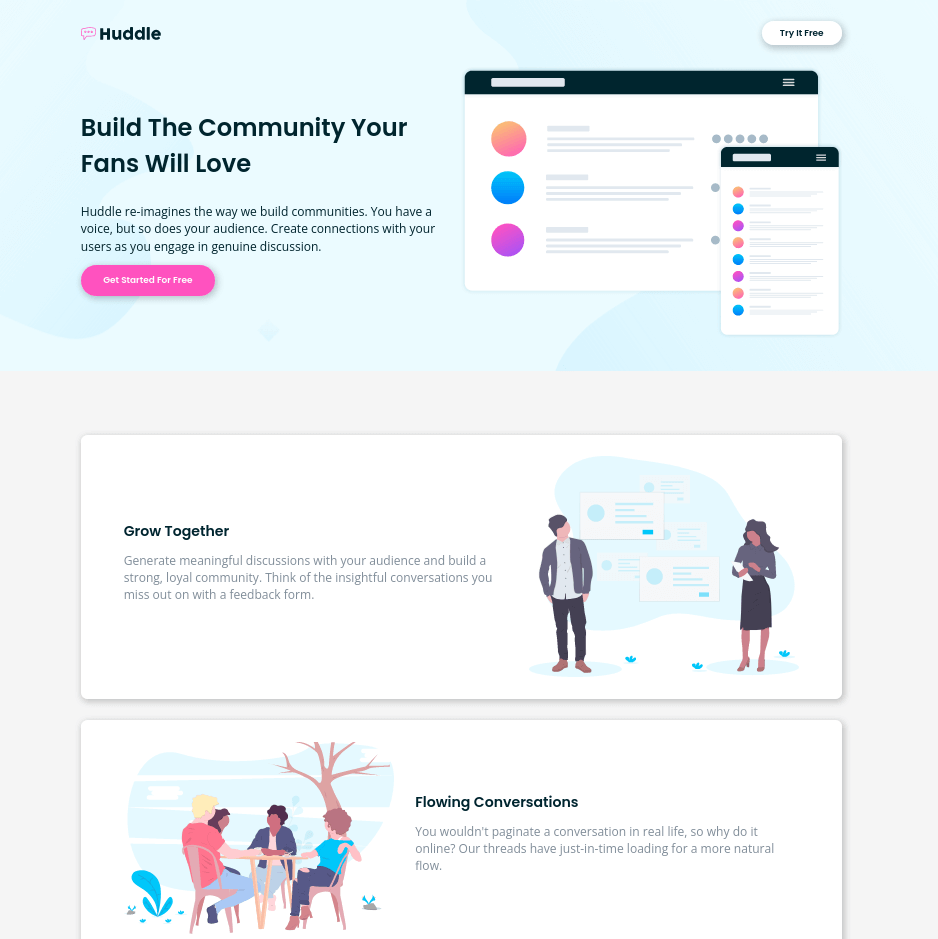 Huddle
Try It Free
Build The Community Your
Fans Will Love
Huddle re-imagines the way we build communities. You have a
voice, but so does your audience. Create connections with your
users as you engage in genuine discussion.
Get Started For Free
Grow Together
Generate meaningful discussions with your audience and build a
strong, loyal community. Think of the insightful conversations you
miss out on with a feedback form.
Flowing Conversations
You wouldn't paginate a conversation in real life, so why do it
online? Our threads have just-in-time loading for a more natural
flow.